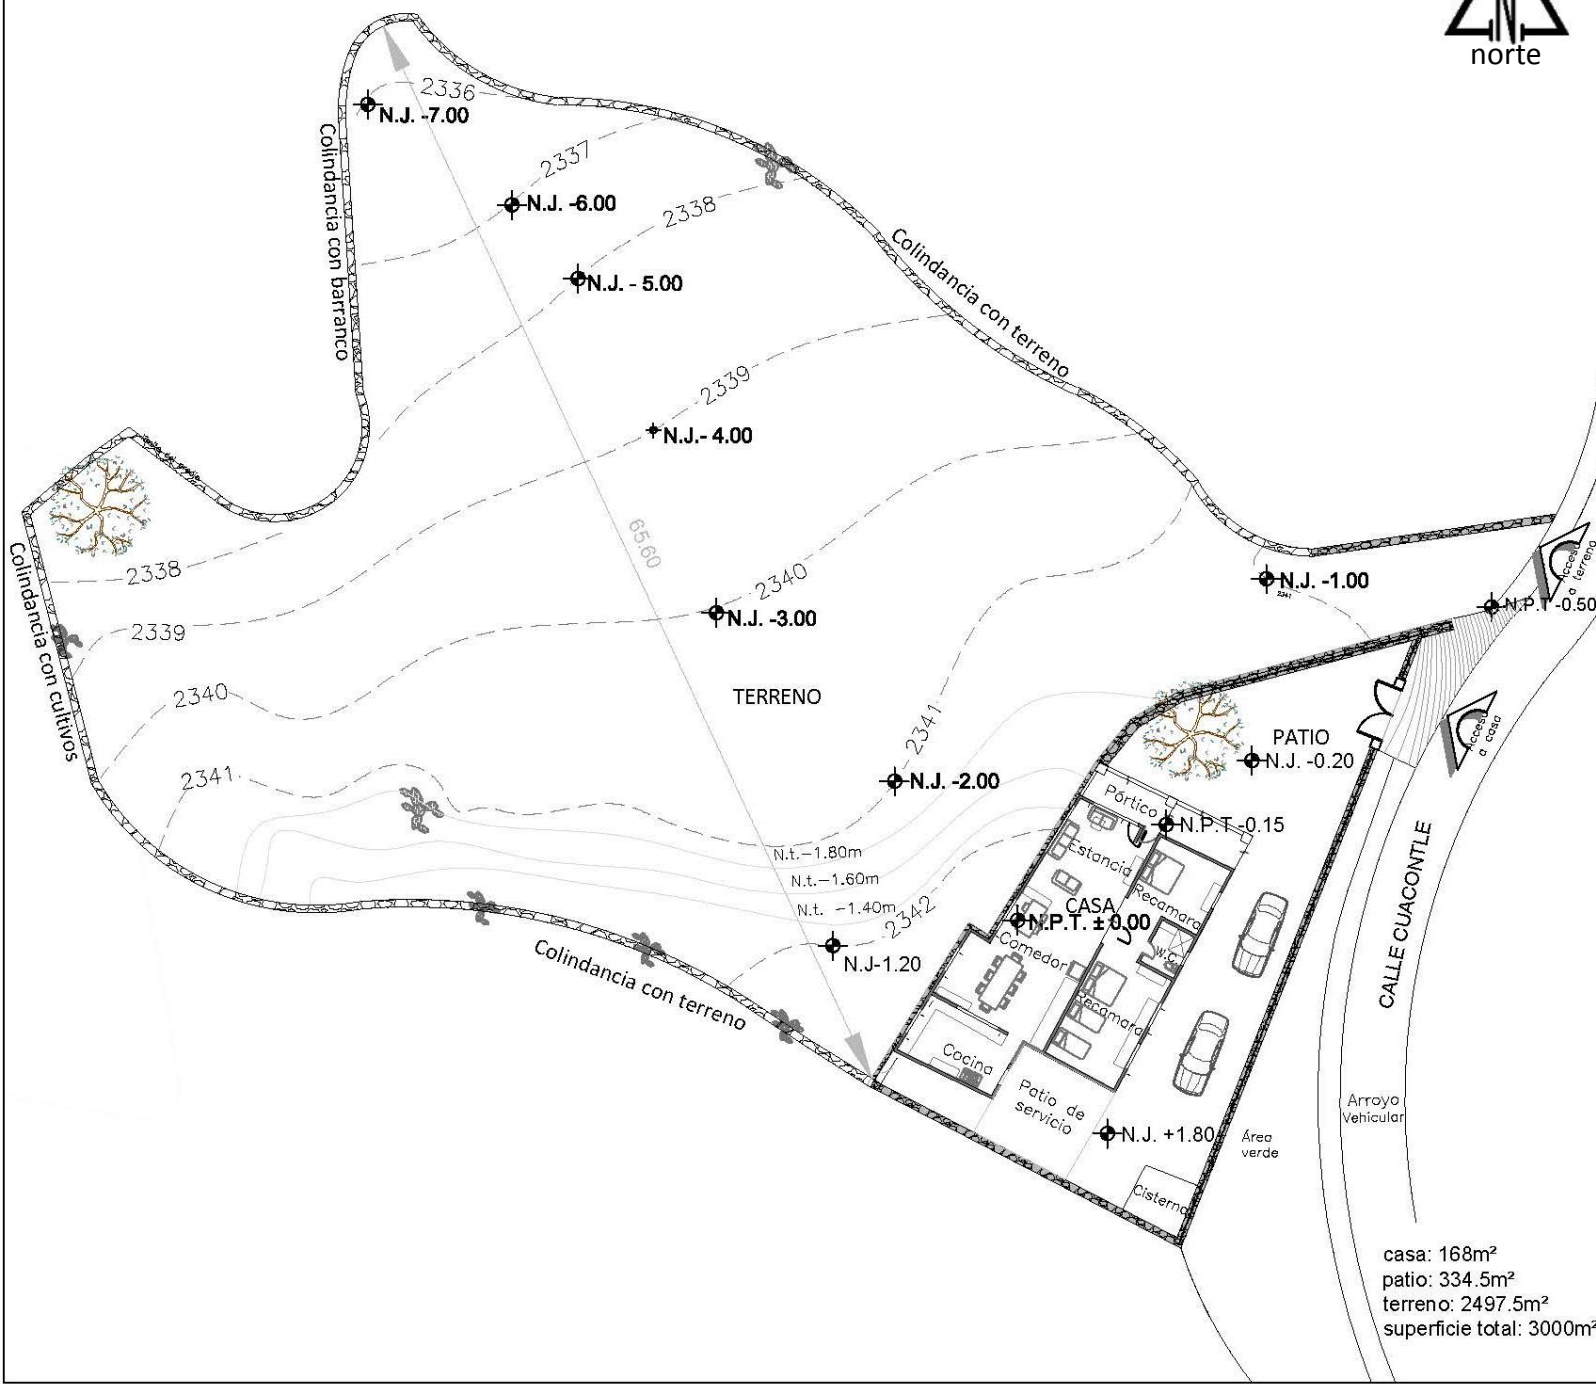 norte
2336
N.J. -7.00
Colindancia con barranco
2337
N.J. -6.00
2338
N.J. - 5.00
Colindancia con terreno
2339
N.J.- 4.00
65.60
2338
2340
N.J. -3.00
2339
N.J. -1.00
2341
Acceso
a terreno
N.P.T -0.50
Colindancia con cultivos
2340
TERRENO
2341
2341
N.J. -2.00
PATIO
N.J. -0.20
Acceso
a casa
Pórtico
N.P.T -0.15
Estancia
N.t.-1.80m
N.t.-1.60m
N.t. -1.40m
2342
Recamara
CASA
N.P.T. ± 0.00
Comedor
w.c.
N.J-1.20
Colindancia con terreno
Recamara
Cocina
Patio de
servicio
N.J. +1.80
Cisterna
CALLE CUACONTLE
Arroyo
Vehicular
Área
verde
casa: 168m²
patio: 334.5m²
terreno: 2497.5m²
superficie total: 3000m²